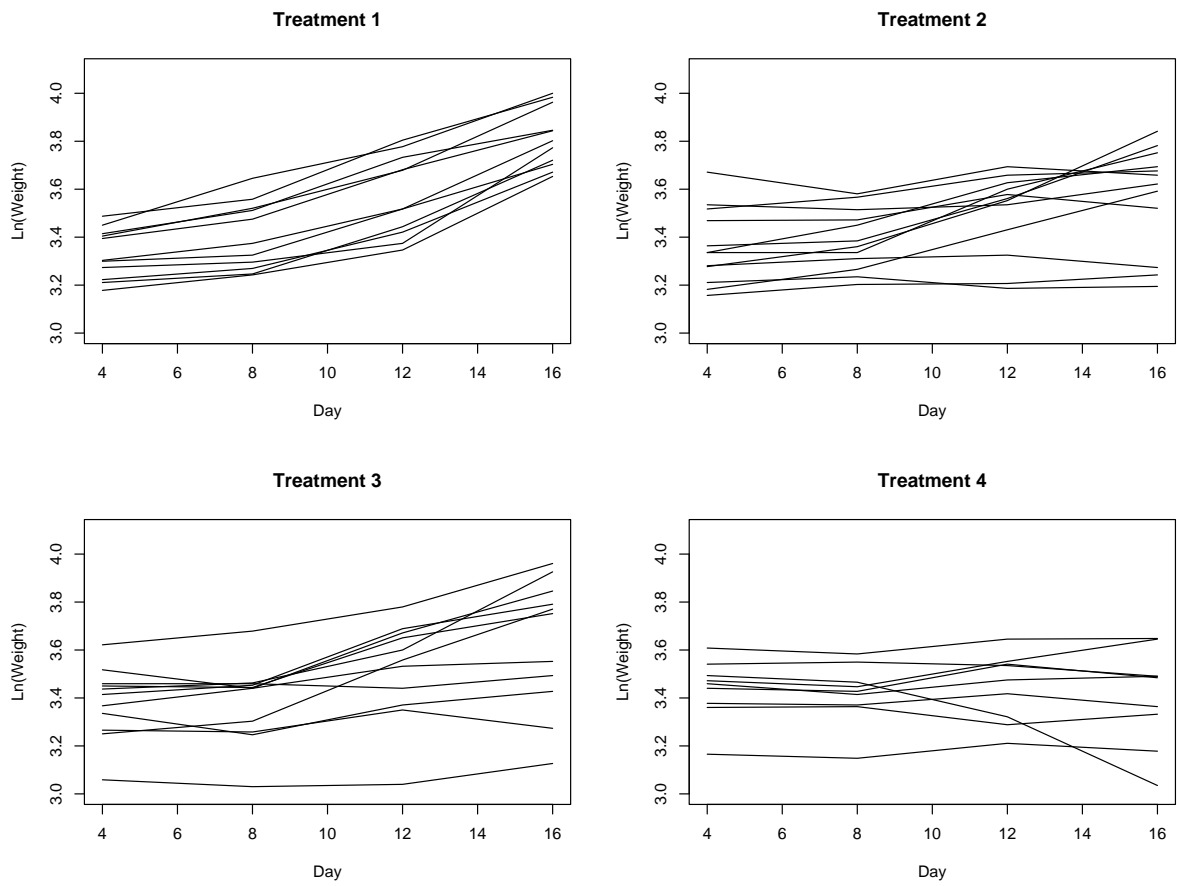 Treatment 1
Ln(Weight)
3.0 3.2 3.4 3.6 3.8 4.0
4 6 8 10 12 14 16
Day
Treatment 2
Ln(Weight)
3.0 3.2 3.4 3.6 3.8 4.0
4 6 8 10 12 14 16
Day
Treatment 3
Ln(Weight)
3.0 3.2 3.4 3.6 3.8 4.0
4 6 8 10 12 14 16
Day
Treatment 4
Ln(Weight)
3.0 3.2 3.4 3.6 3.8 4.0
4 6 8 10 12 14 16
Day